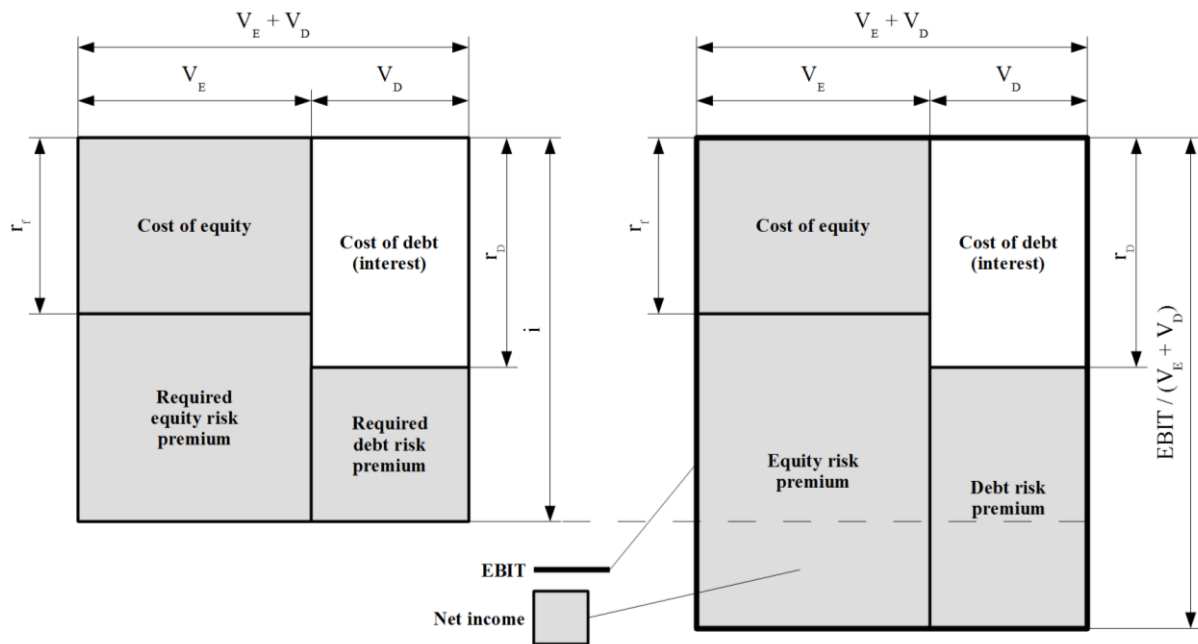 V_E + V_D
V_E
V_D
r_f
Cost of equity
Cost of debt
(interest)
r_D
i
Required
equity risk
premium
Required
debt risk
premium
V_E + V_D
V_E
V_D
r_f
Cost of equity
Cost of debt
(interest)
r_D
EBIT / (V_E + V_D)
Equity risk
premium
Debt risk
premium
EBIT
Net income